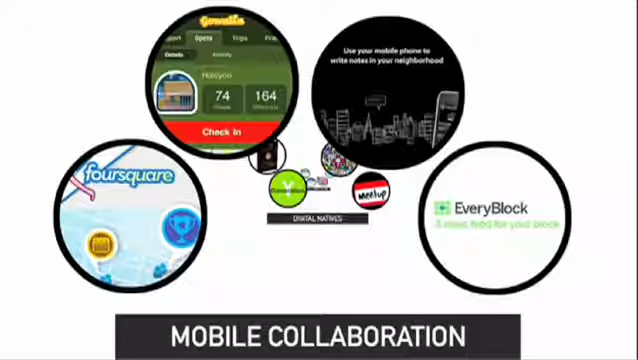 Gowalla
Spots Trips
Details Activity
Halcyon
74 164
Check In
Use your mobile phone to
write notes in your neighborhood
foursquare
Y
meetup
DIGITAL NATIVES
EveryBlock
A news feed for your block
MOBILE COLLABORATION